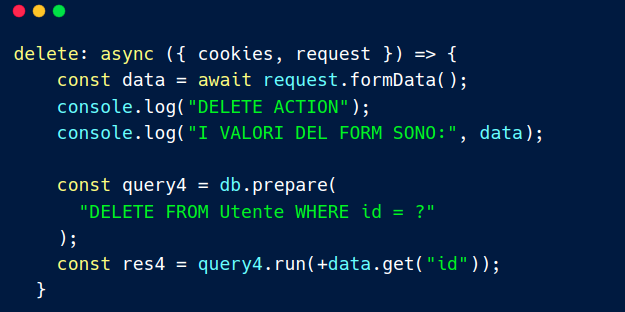 delete: async ({ cookies, request }) => {
    const data = await request.formData();
    console.log("DELETE ACTION");
    console.log("I VALORI DEL FORM SONO:", data);

    const query4 = db.prepare(
      "DELETE FROM Utente WHERE id = ?"
    );
    const res4 = query4.run(+data.get("id"));
  }